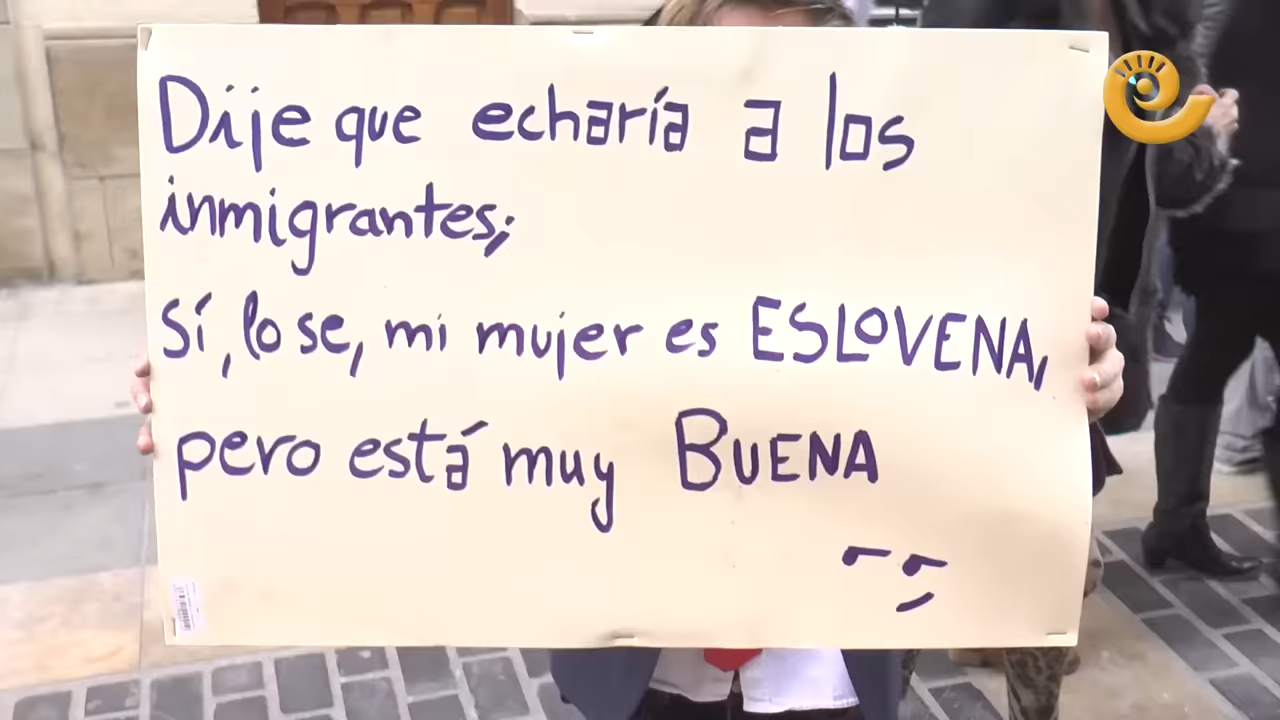 Dije que echaría a los
inmigrantes;
Sí, lo se, mi mujer es ESLOVENA,
pero está muy BUENA